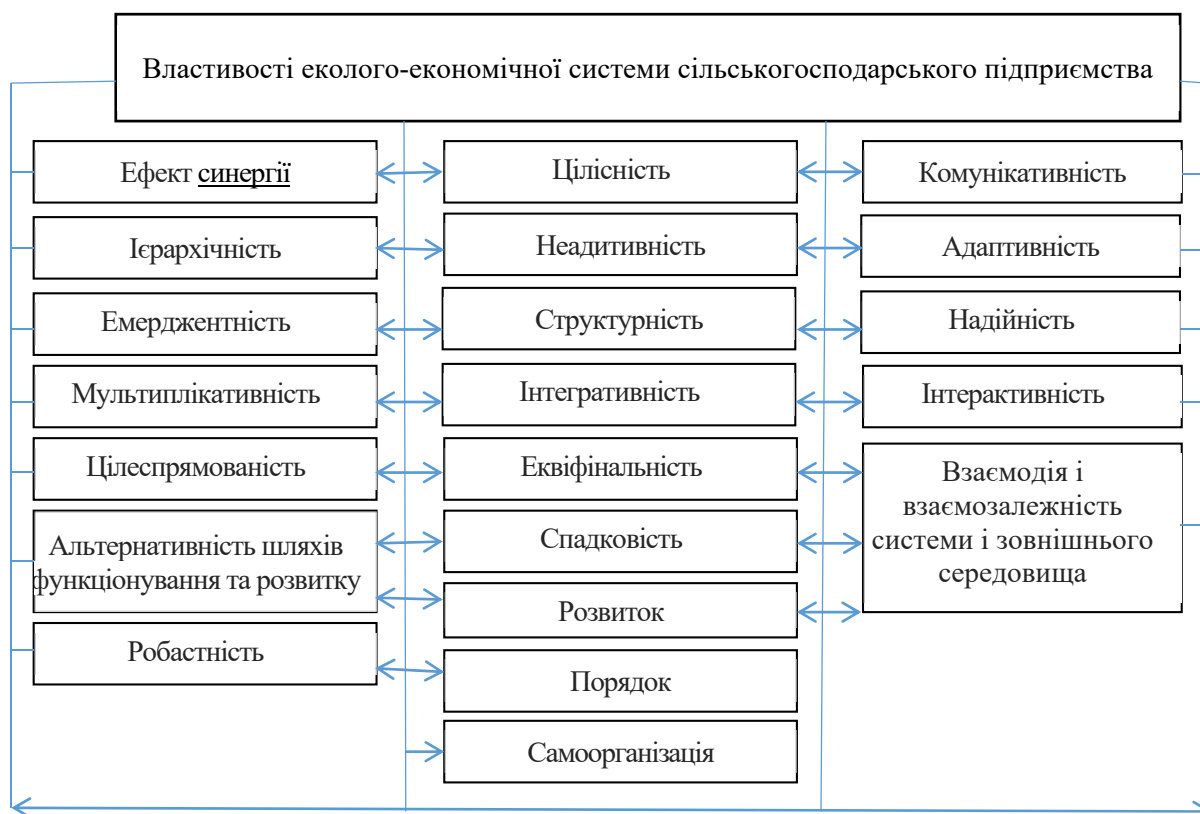 Властивості еколого-економічної системи сільськогосподарського підприємства
Ефект синергії
Цілісність
Комунікативність
Ієрархічність
Неадитивність
Адаптивність
Емерджентність
Структурність
Надійність
Мультиплікативність
Інтегративність
Інтерактивність
Цілеспрямованість
Еквіфінальність
Взаємодія і
взаємозалежність
системи і зовнішнього
середовища
Альтернативність шляхів
функціонування та розвитку
Спадковість
Розвиток
Робастність
Порядок
Самоорганізація